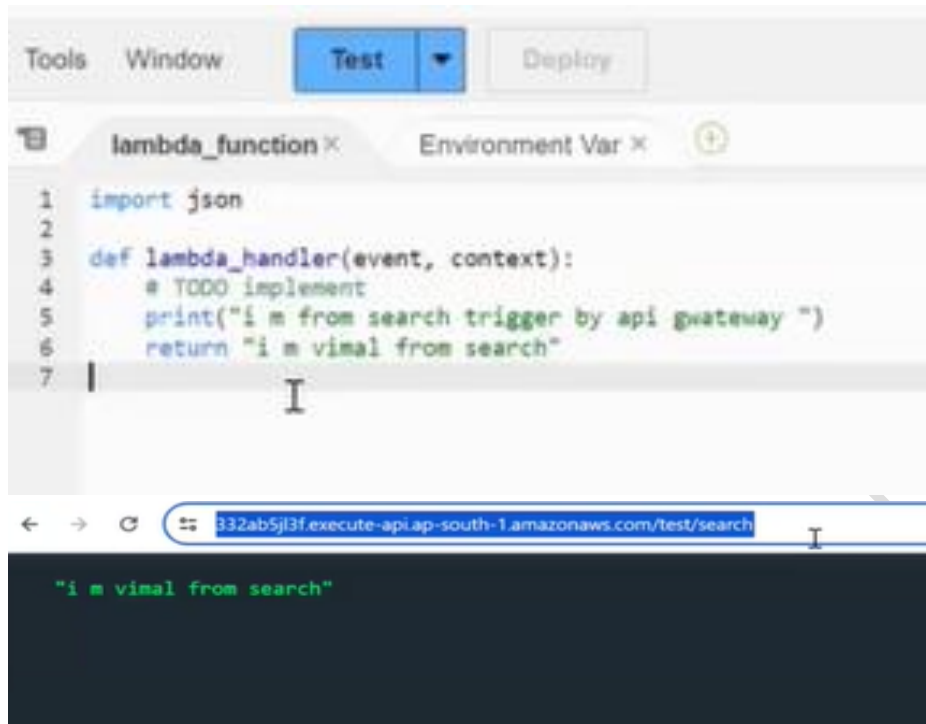 Tools Window Test Deploy
lambda_function × Environment Var ×
1 import json
2
3 def lambda_handler(event, context):
4 # TODO implement
5 print("i m from search trigger by api gwateway ")
6 return "i m vimal from search"
7
332ab5jl3f.execute-api.ap-south-1.amazonaws.com/test/search
"i m vimal from search"